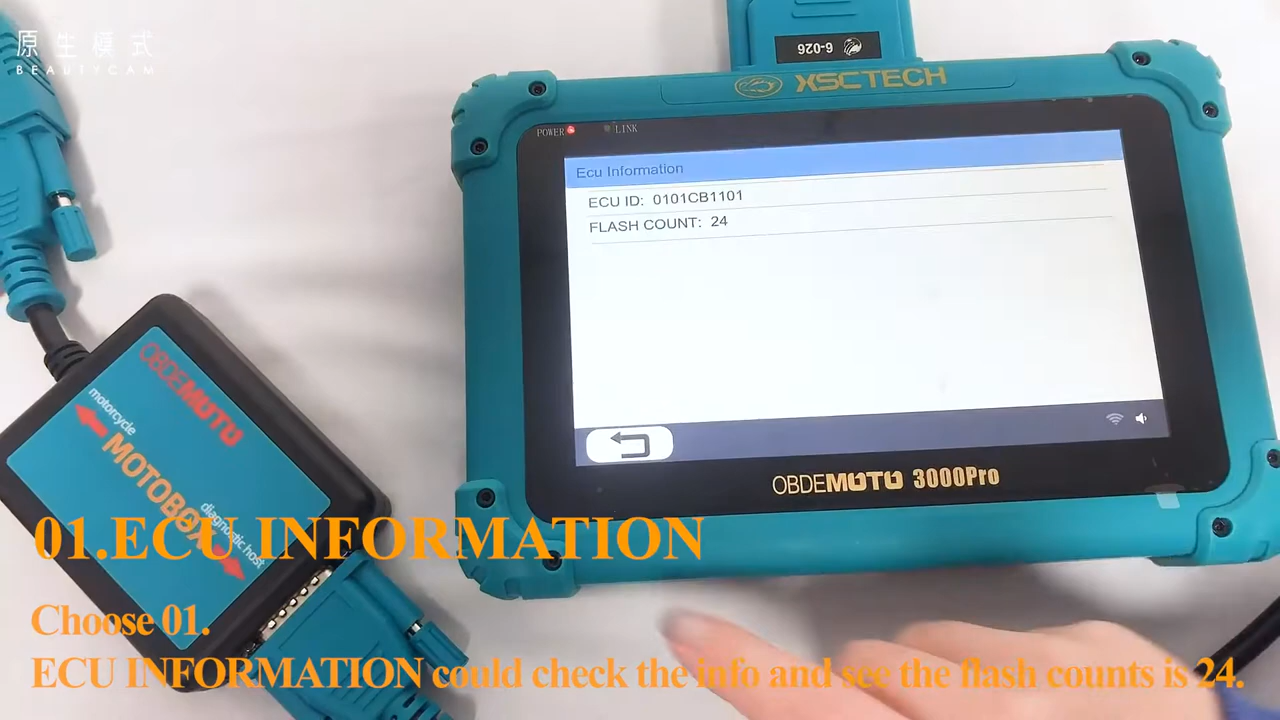 原生模式
BEAUTYCAM
6-026
XSCTECH
POWER LINK
Ecu Information
ECU ID: 0101CB1101
FLASH COUNT: 24
OBDEMOTO 3000Pro
OBDEMOTO
motorcycle
MOTOBOX
diagnostic host
01.ECU INFORMATION
Choose 01.
ECU INFORMATION could check the info and see the flash counts is 24.